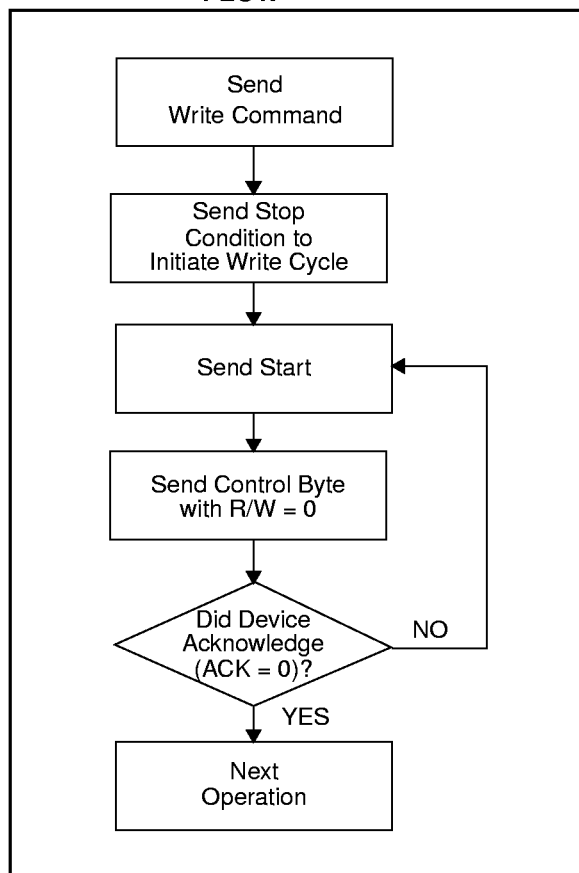 Send
Write Command
Send Stop
Condition to
Initiate Write Cycle
Send Start
Send Control Byte
with R/W = 0
Did Device
Acknowledge
(ACK = 0)?
NO
YES
Next
Operation